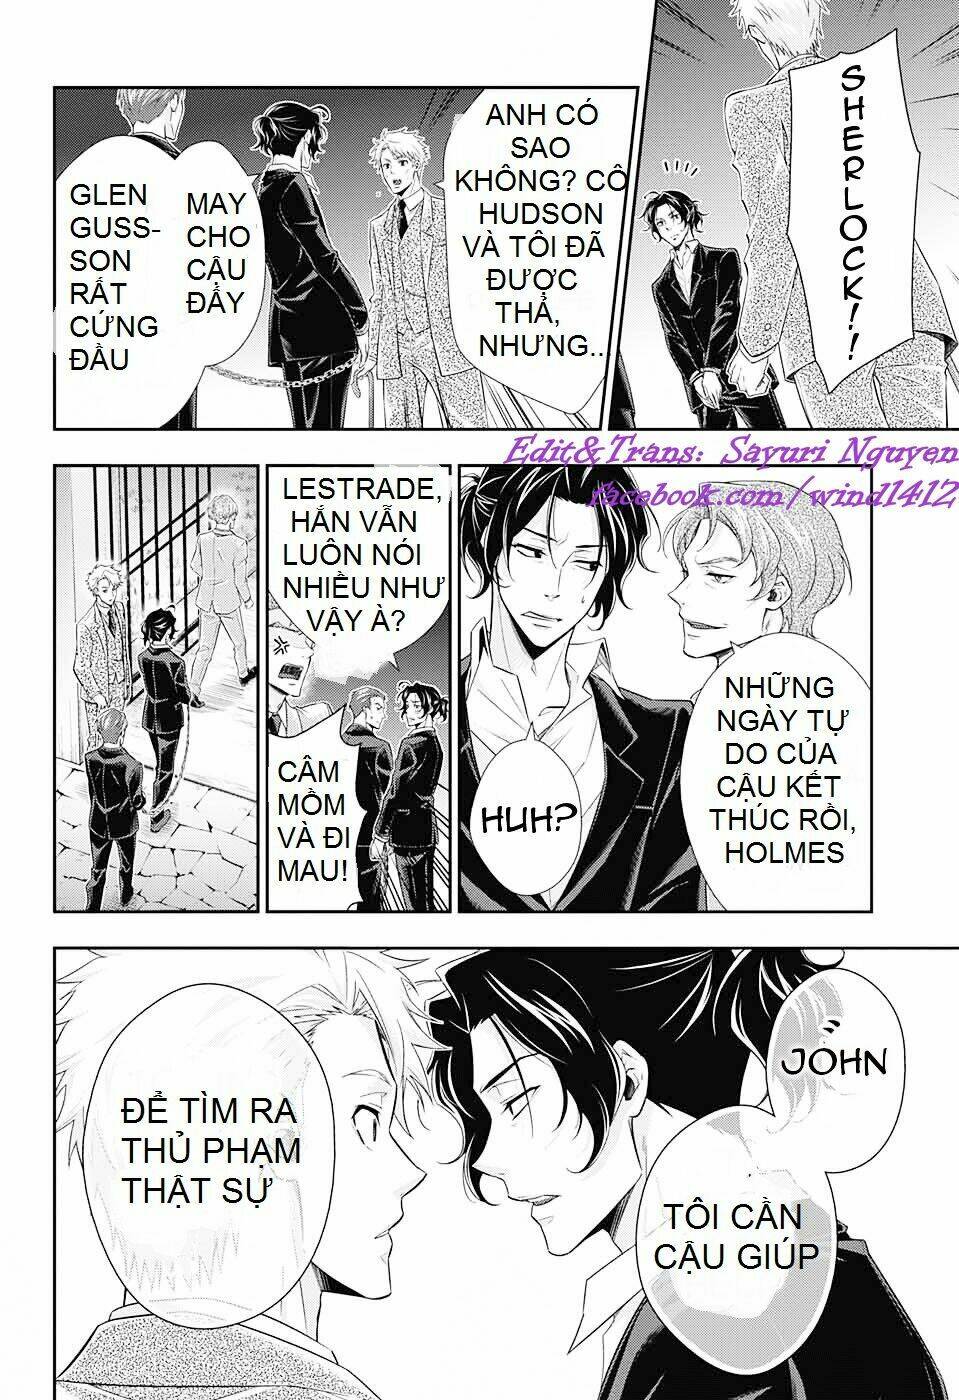 SHERLOCK!!
ANH CÓ
SAO
KHÔNG? CÔ
HUDSON
VÀ TÔI ĐÃ
ĐƯỢC
THẢ,
NHƯNG...
MAY
CHO
CẬU
ĐẤY
GLEN
GUSS-
SON
RẤT
CỨNG
ĐẦU
Edit&Trans: Sayuri Nguyen
facebook.com/wind1412
NHỮNG
NGÀY TỰ
DO CỦA
CẬU KẾT
THÚC RỒI,
HOLMES
HUH?
LESTRADE,
HẮN VẪN
LUÔN NÓI
NHIỀU NHƯ
VẬY À?
CÂM
MỒM
VÀ ĐI
MAU!
JOHN
TÔI CẦN
CẬU GIÚP
ĐỂ TÌM RA
THỦ PHẠM
THẬT SỰ